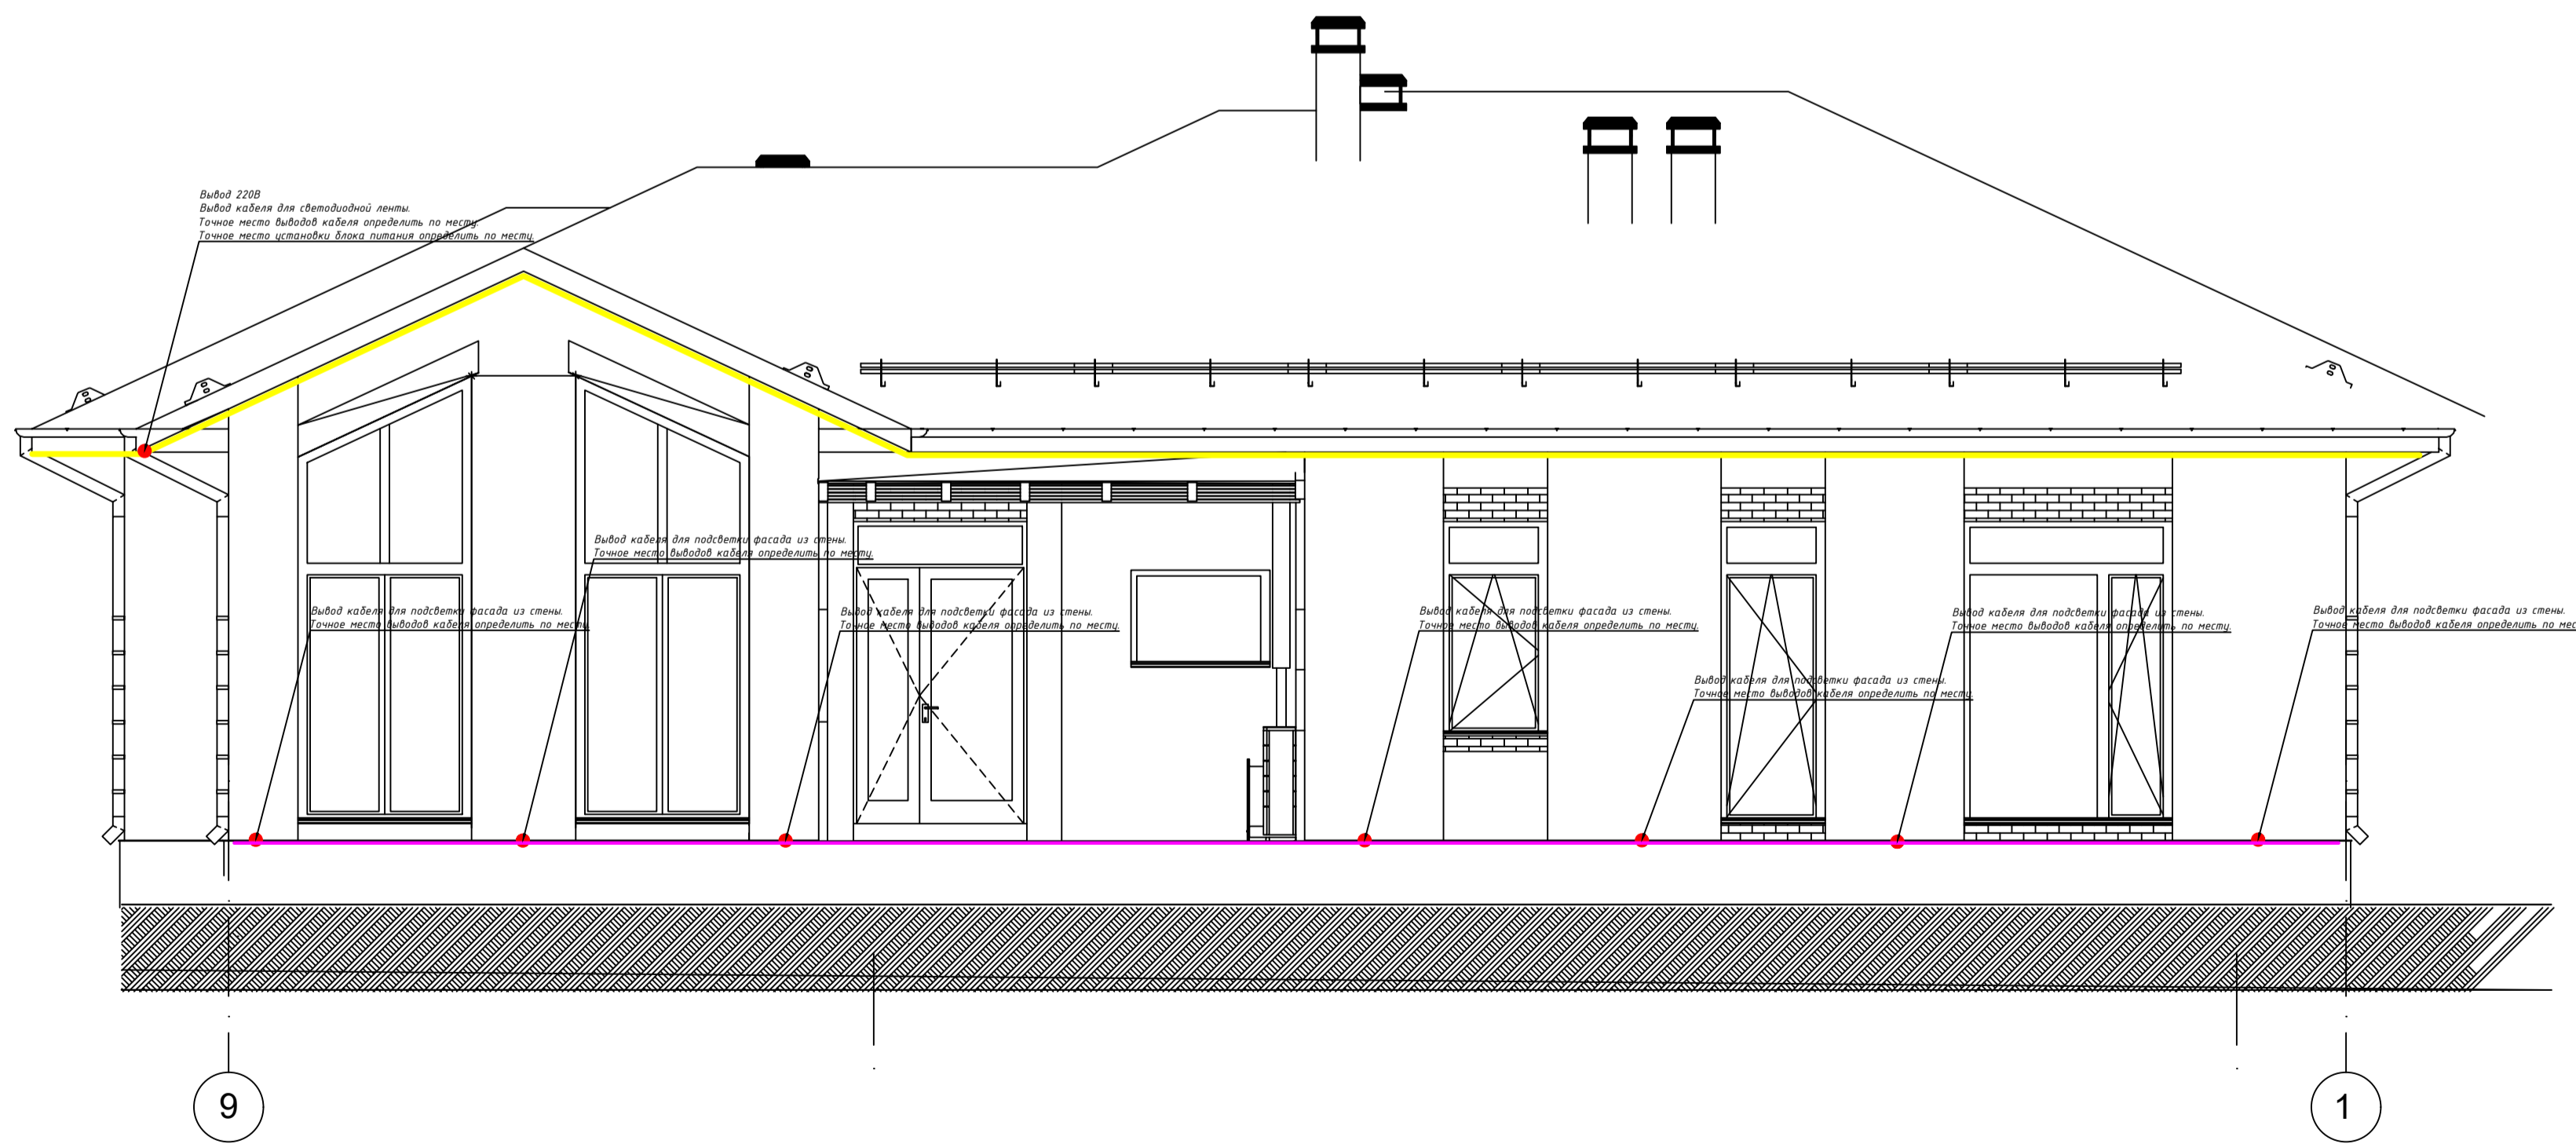 Вывод 220В
Вывод кабеля для светодиодной ленты.
Точное место выводов кабеля определить по месту.
Точное место установки блока питания определить по месту.
Вывод кабеля для подсветки фасада из стены.
Точное место выводов кабеля определить по месту.
Вывод кабеля для подсветки фасада из стены.
Точное место выводов кабеля определить по месту.
Вывод кабеля для подсветки фасада из стены.
Точное место выводов кабеля определить по месту.
Вывод кабеля для подсветки фасада из стены.
Точное место выводов кабеля определить по месту.
Вывод кабеля для подсветки фасада из стены.
Точное место выводов кабеля определить по месту.
Вывод кабеля для подсветки фасада из стены.
Точное место выводов кабеля определить по мес
Вывод кабеля для подсветки фасада из стены.
Точное место выводов кабеля определить по месту.
9
1